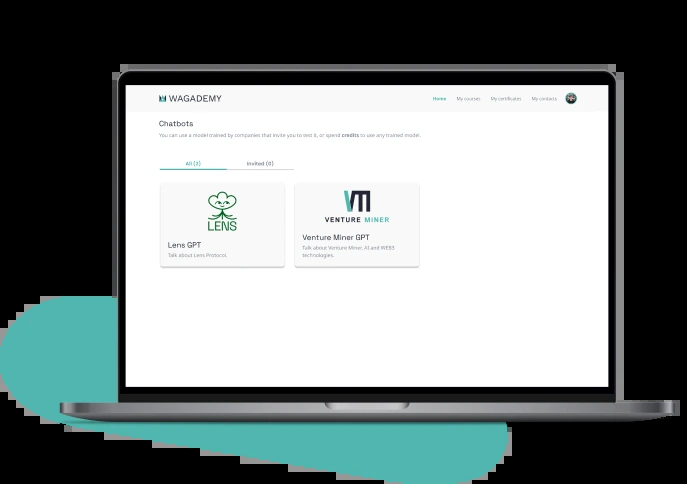 WAGADEMY
Home My courses My certificates My contacts
Chatbots
You can use a model trained by companies that invite you to test it, or spend credits to use any trained model.
All (2) Invited (0)
LENS
Lens GPT
Talk about Lens Protocol.
VM
VENTURE MINER
Venture Miner GPT
Talk about Venture Miner, AI and WEB3
technologies.